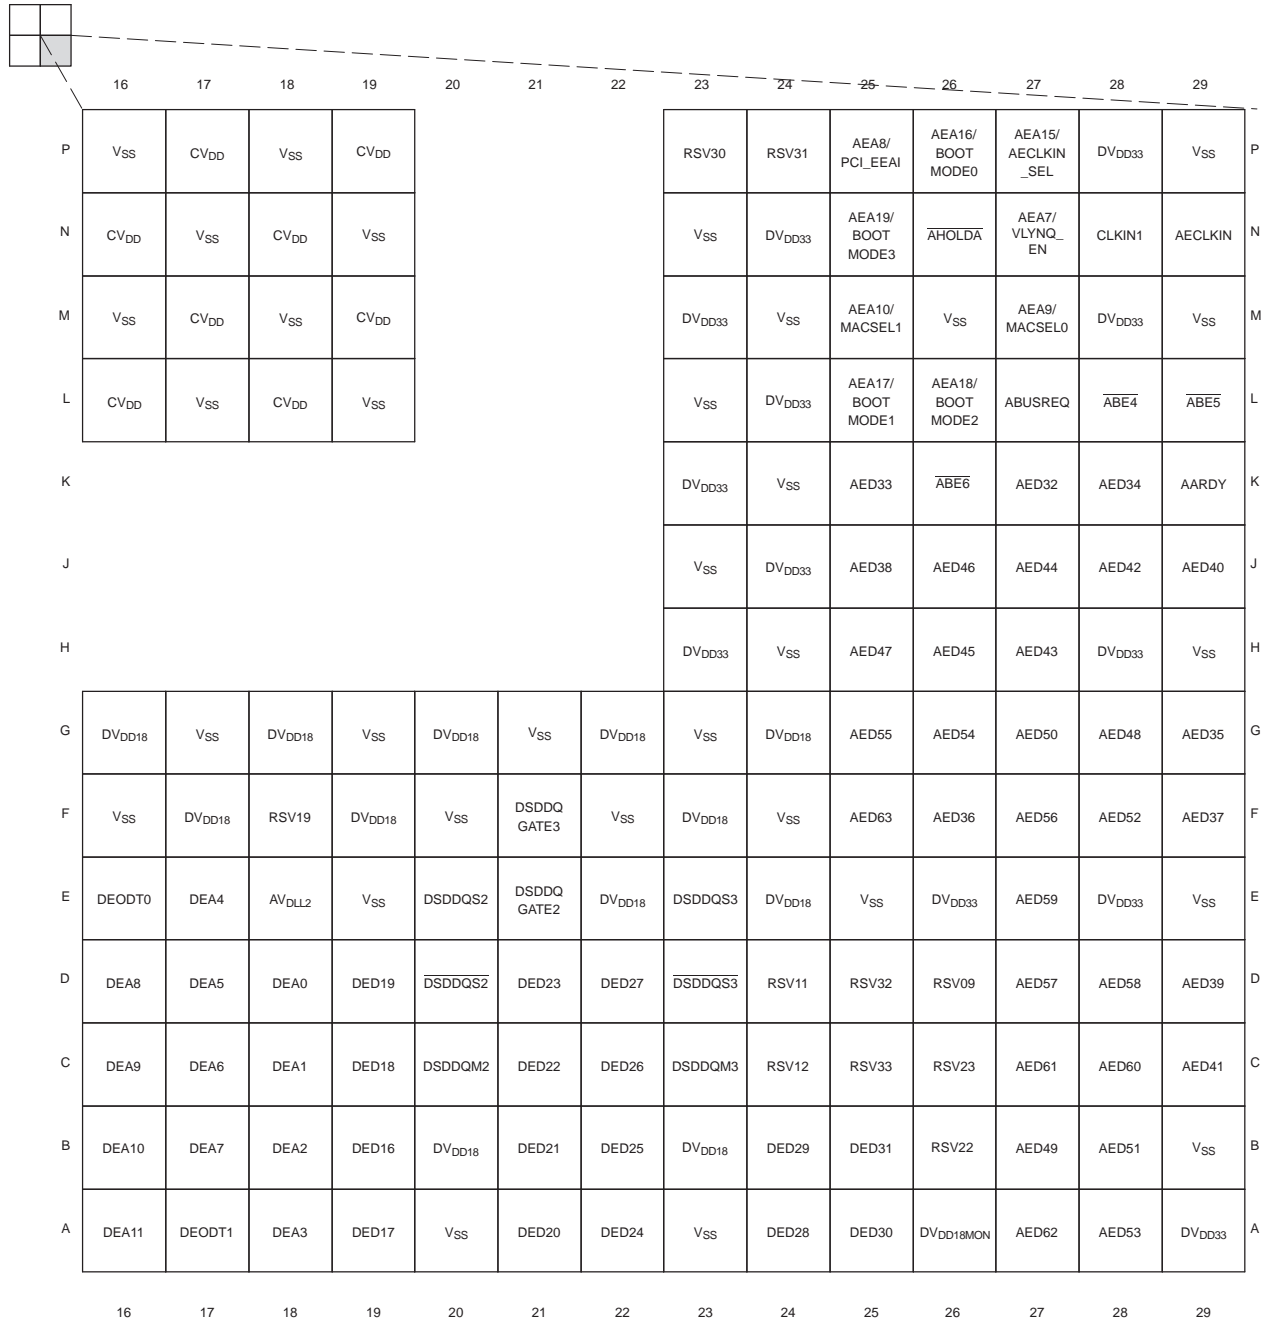 16 17 18 19 20 21 22 23 24 25 26 27 28 29
P VSS CVDD VSS CVDD RSV30 RSV31 AEA8/ PCI_EEAI AEA16/ BOOT MODE0 AEA15/ AECLKIN _SEL DVDD33 VSS P
N CVDD VSS CVDD VSS VSS DVDD33 AEA19/ BOOT MODE3 AHOLDA AEA7/ VLYNQ_ EN CLKIN1 AECLKIN N
M VSS CVDD VSS CVDD DVDD33 VSS AEA10/ MACSEL1 VSS AEA9/ MACSEL0 DVDD33 VSS M
L CVDD VSS CVDD VSS VSS DVDD33 AEA17/ BOOT MODE1 AEA18/ BOOT MODE2 ABUSREQ ABE4 ABE5 L
K DVDD33 VSS AED33 ABE6 AED32 AED34 AARDY K
J VSS DVDD33 AED38 AED46 AED44 AED42 AED40 J
H DVDD33 VSS AED47 AED45 AED43 DVDD33 VSS H
G DVDD18 VSS DVDD18 VSS DVDD18 VSS DVDD18 VSS DVDD18 AED55 AED54 AED50 AED48 AED35 G
F VSS DVDD18 RSV19 DVDD18 VSS DSDDQ GATE3 VSS DVDD18 VSS AED63 AED36 AED56 AED52 AED37 F
E DEODT0 DEA4 AVDLL2 VSS DSDDQS2 DSDDQ GATE2 DVDD18 DSDDQS3 DVDD18 VSS DVDD33 AED59 DVDD33 VSS E
D DEA8 DEA5 DEA0 DED19 DSDDQS2 DED23 DED27 DSDDQS3 RSV11 RSV32 RSV09 AED57 AED58 AED39 D
C DEA9 DEA6 DEA1 DED18 DSDDQM2 DED22 DED26 DSDDQM3 RSV12 RSV33 RSV23 AED61 AED60 AED41 C
B DEA10 DEA7 DEA2 DED16 DVDD18 DED21 DED25 DVDD18 DED29 DED31 RSV22 AED49 AED51 VSS B
A DEA11 DEODT1 DEA3 DED17 VSS DED20 DED24 VSS DED28 DED30 DVDD18MON AED62 AED53 DVDD33 A
16 17 18 19 20 21 22 23 24 25 26 27 28 29